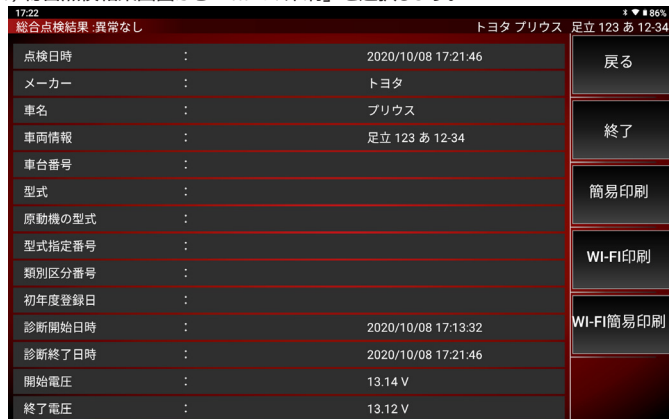 17:22 86%
総合点検結果 :異常なし トヨタ プリウス 足立 123 あ 12-34
点検日時 : 2020/10/08 17:21:46
メーカー : トヨタ
車名 : プリウス
車両情報 : 足立 123 あ 12-34
車台番号 :
型式 :
原動機の型式 :
型式指定番号 :
類別区分番号 :
初年度登録日 :
診断開始日時 : 2020/10/08 17:13:32
診断終了日時 : 2020/10/08 17:21:46
開始電圧 : 13.14 V
終了電圧 : 13.12 V
戻る
終了
簡易印刷
WI-FI印刷
WI-FI簡易印刷